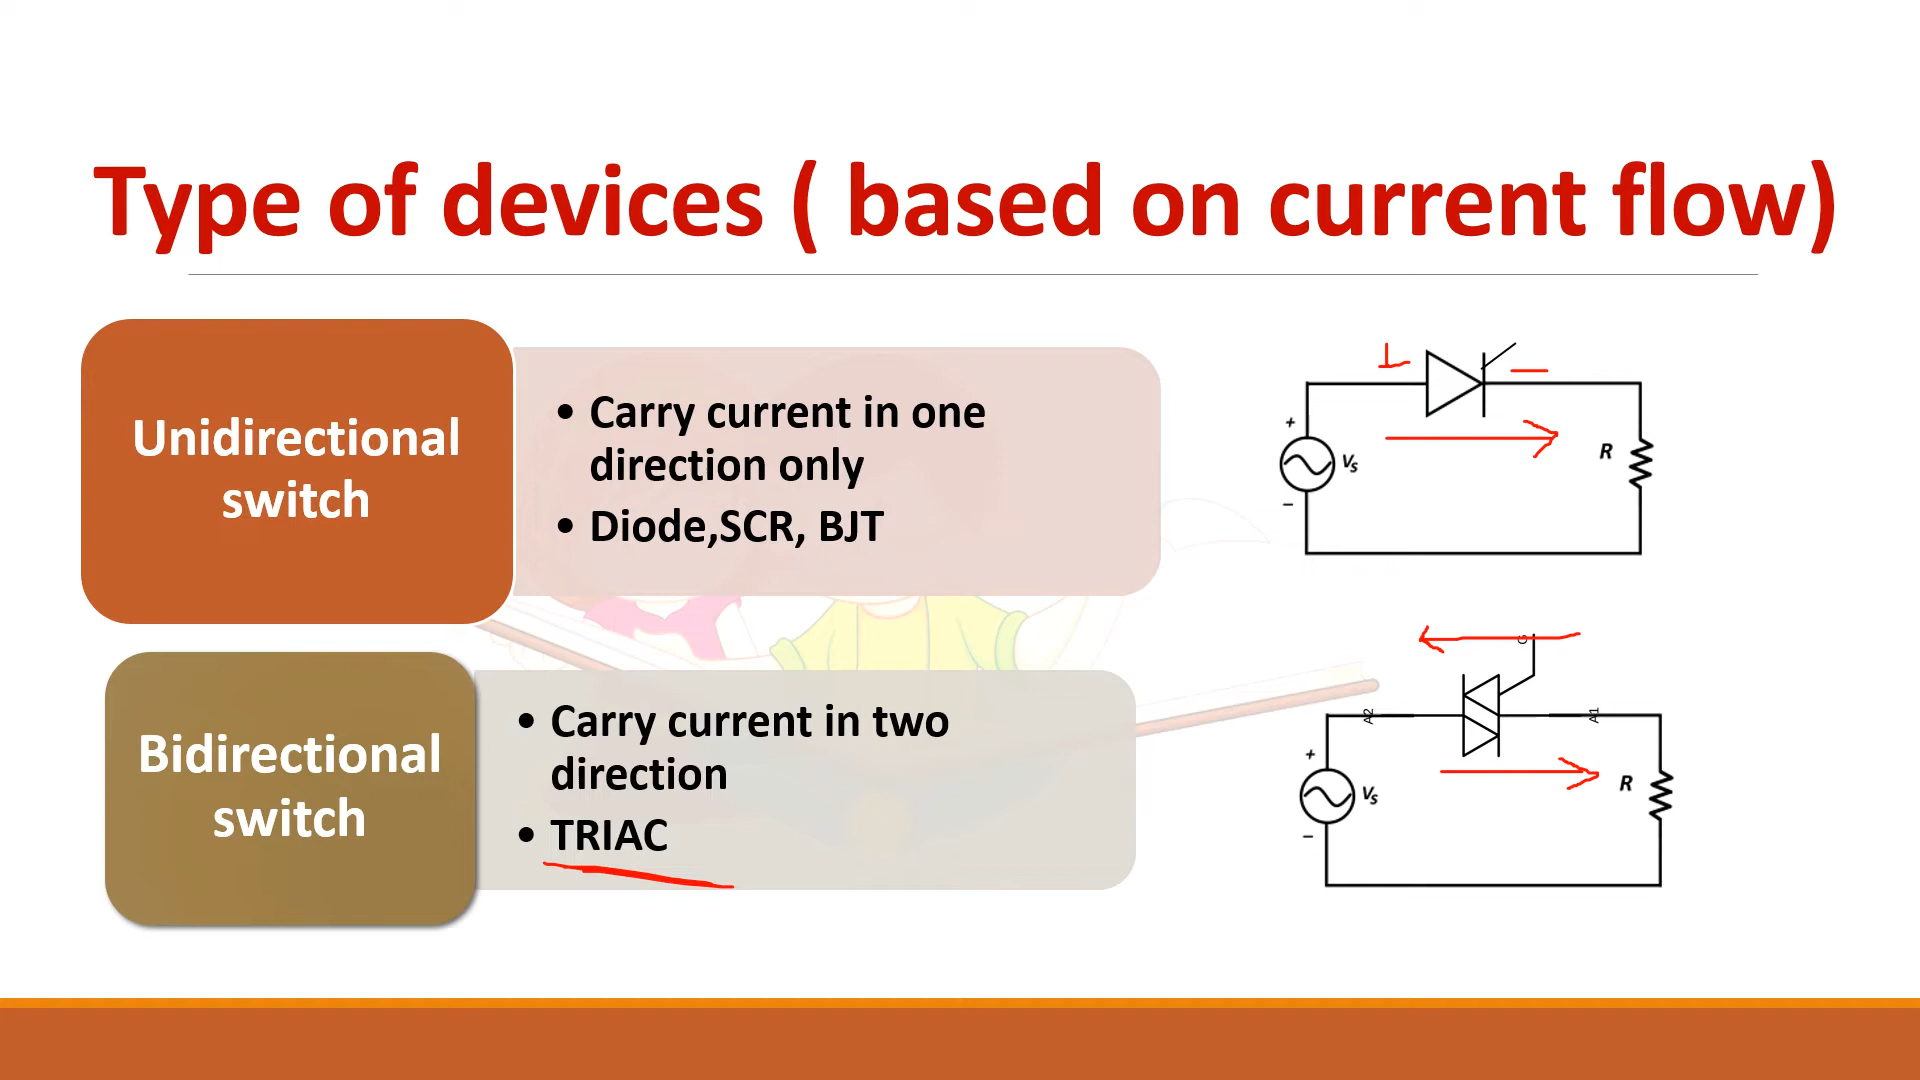 Type of devices ( based on current flow)
Unidirectional
switch
• Carry current in one
direction only
• Diode,SCR, BJT
+
Vs
−
R
Bidirectional
switch
• Carry current in two
direction
• TRIAC
G
A2
A1
+
Vs
−
R